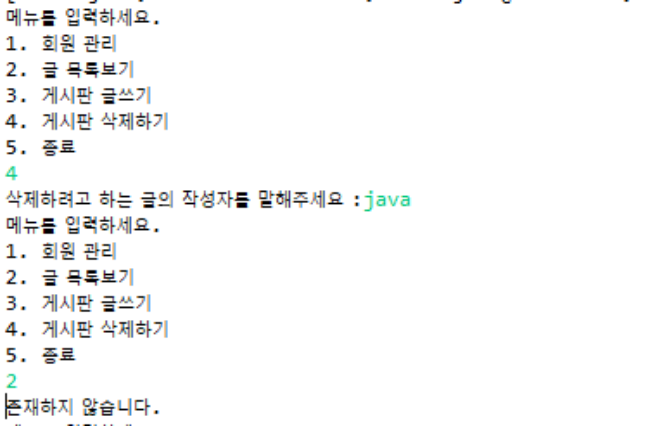 메뉴를 입력하세요.
1. 회원 관리
2. 글 목록보기
3. 게시판 글쓰기
4. 게시판 삭제하기
5. 종료
4
삭제하려고 하는 글의 작성자를 말해주세요 :java
메뉴를 입력하세요.
1. 회원 관리
2. 글 목록보기
3. 게시판 글쓰기
4. 게시판 삭제하기
5. 종료
2
존재하지 않습니다.